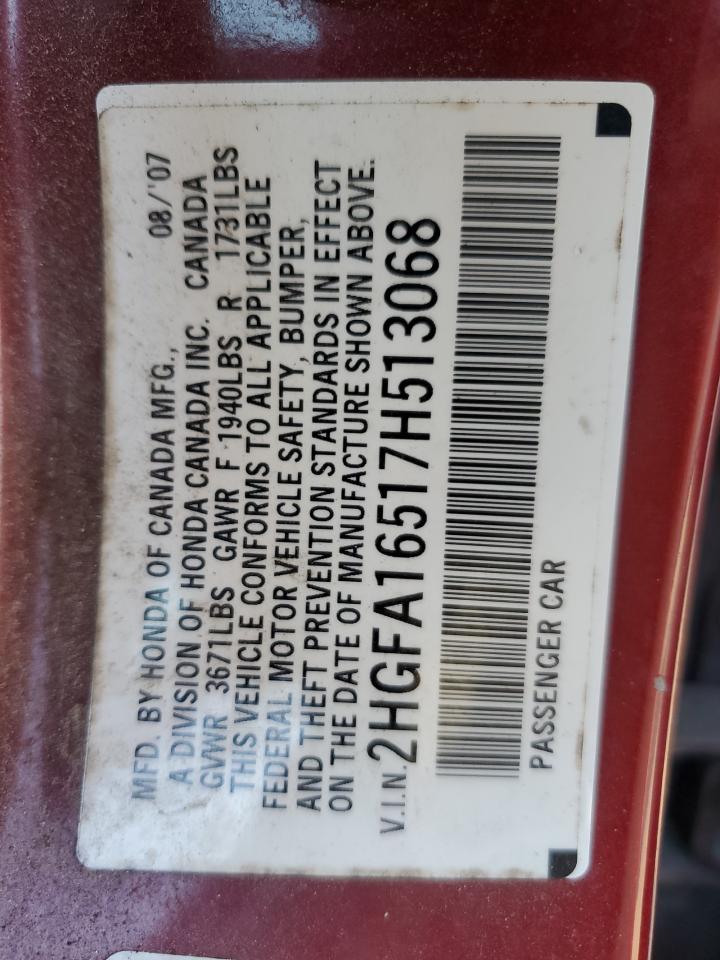 MFD. BY HONDA OF CANADA MFG., 08/'07
A DIVISION OF HONDA CANADA INC. CANADA
GVWR 3671LBS GAWR F 1940LBS R 1731LBS
THIS VEHICLE CONFORMS TO ALL APPLICABLE
FEDERAL MOTOR VEHICLE SAFETY, BUMPER,
AND THEFT PREVENTION STANDARDS IN EFFECT
ON THE DATE OF MANUFACTURE SHOWN ABOVE.
V.I.N. 2HGFA16517H513068
PASSENGER CAR